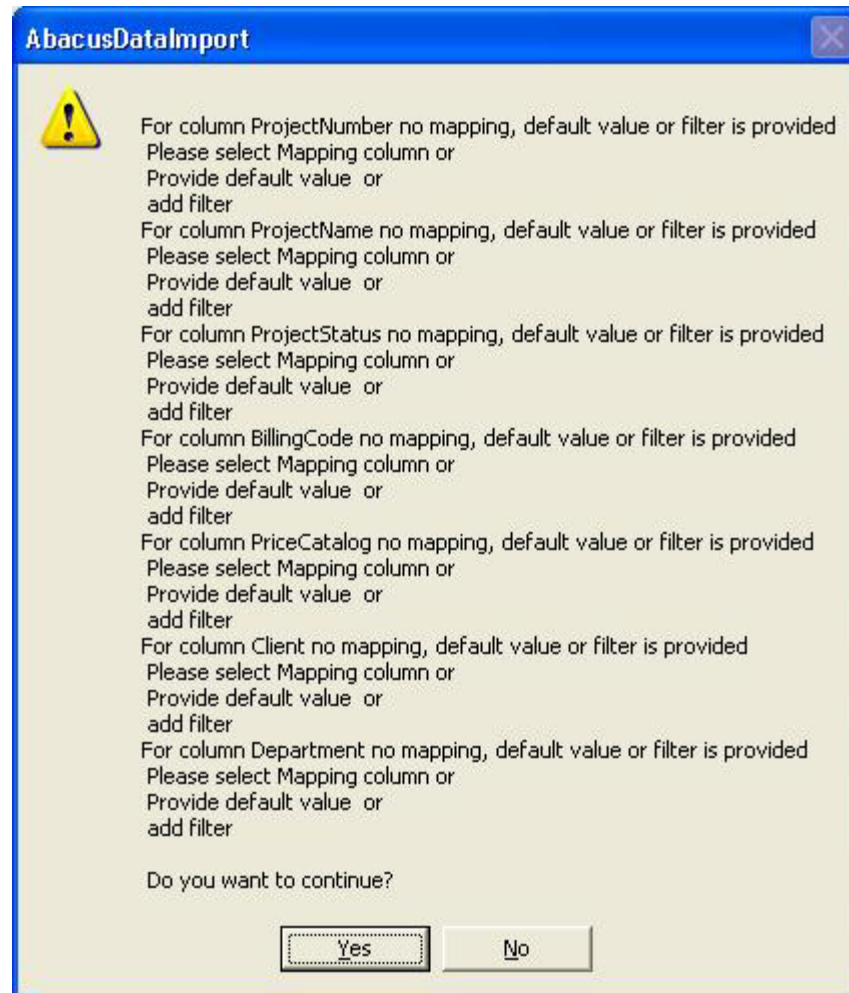 AbacusDataImport
For column ProjectNumber no mapping, default value or filter is provided
Please select Mapping column or
Provide default value or
add filter
For column ProjectName no mapping, default value or filter is provided
Please select Mapping column or
Provide default value or
add filter
For column ProjectStatus no mapping, default value or filter is provided
Please select Mapping column or
Provide default value or
add filter
For column BillingCode no mapping, default value or filter is provided
Please select Mapping column or
Provide default value or
add filter
For column PriceCatalog no mapping, default value or filter is provided
Please select Mapping column or
Provide default value or
add filter
For column Client no mapping, default value or filter is provided
Please select Mapping column or
Provide default value or
add filter
For column Department no mapping, default value or filter is provided
Please select Mapping column or
Provide default value or
add filter
Do you want to continue?
Yes No